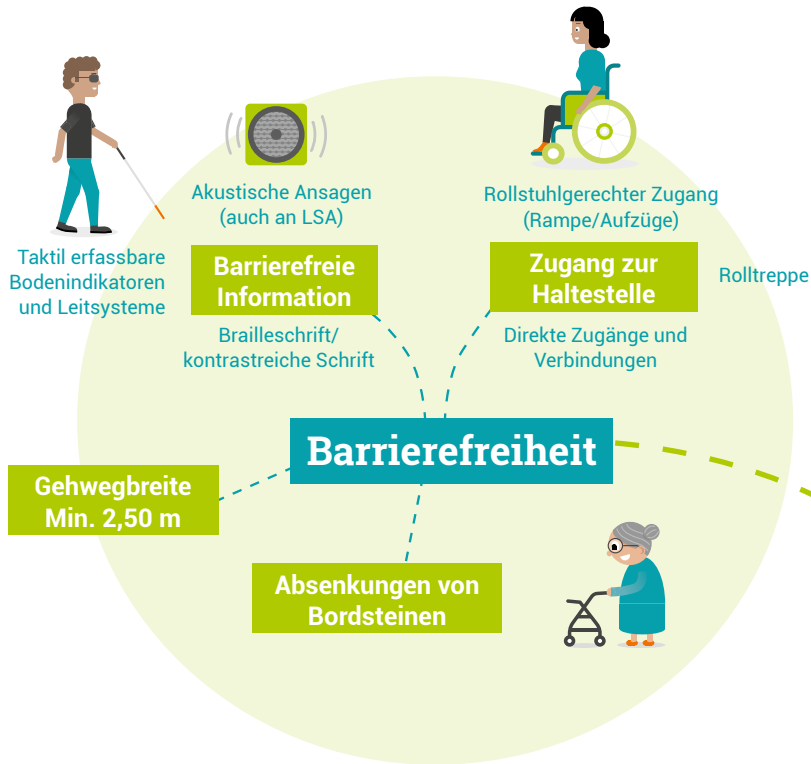 Akustische Ansagen
(auch an LSA)
Taktil erfassbare
Bodenindikatoren
und Leitsysteme
Barrierefreie
Information
Brailleschrift/
kontrastreiche Schrift
Rollstuhlgerechter Zugang
(Rampe/Aufzüge)
Zugang zur
Haltestelle
Rolltreppe
Direkte Zugänge und
Verbindungen
Barrierefreiheit
Gehwegbreite
Min. 2,50 m
Absenkungen von
Bordsteinen